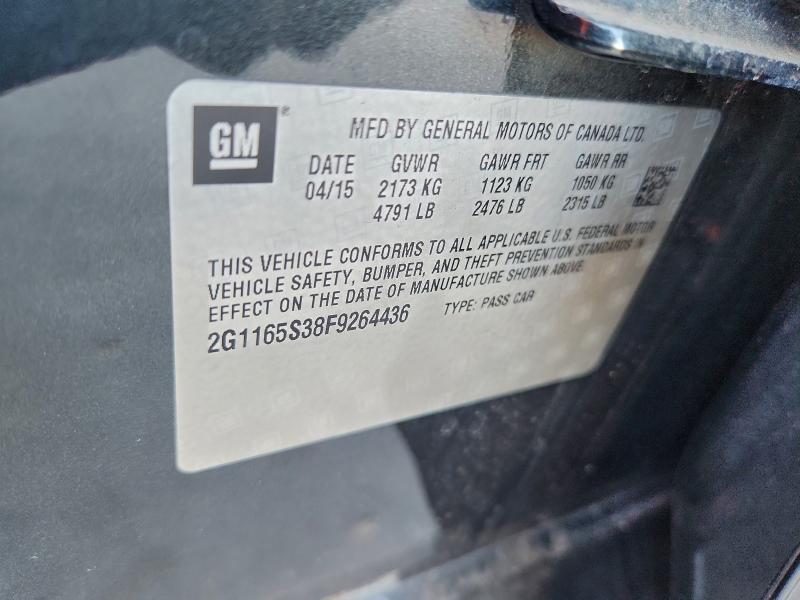 GM®
MFD BY GENERAL MOTORS OF CANADA LTD.
DATE GVWR GAWR FRT GAWR RR
04/15 2173 KG 1123 KG 1050 KG
4791 LB 2476 LB 2315 LB
THIS VEHICLE CONFORMS TO ALL APPLICABLE U.S. FEDERAL MOTOR
VEHICLE SAFETY, BUMPER, AND THEFT PREVENTION STANDARDS IN
EFFECT ON THE DATE OF MANUFACTURE SHOWN ABOVE.
2G1165S38F9264436 TYPE: PASS CAR